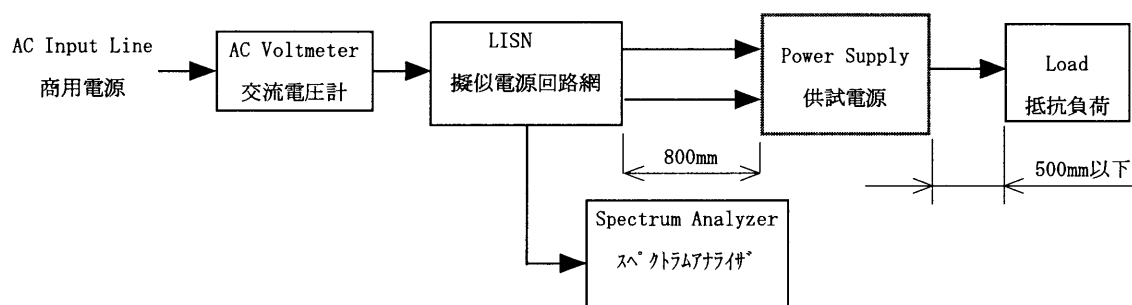 AC Input Line
商用電源
AC Voltmeter
交流電圧計
LISN
擬似電源回路網
Power Supply
供試電源
Load
抵抗負荷
800mm
500mm以下
Spectrum Analyzer
スペクトラムアナライザ